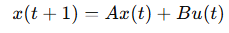 x(t + 1) = Ax(t) + Bu(t)